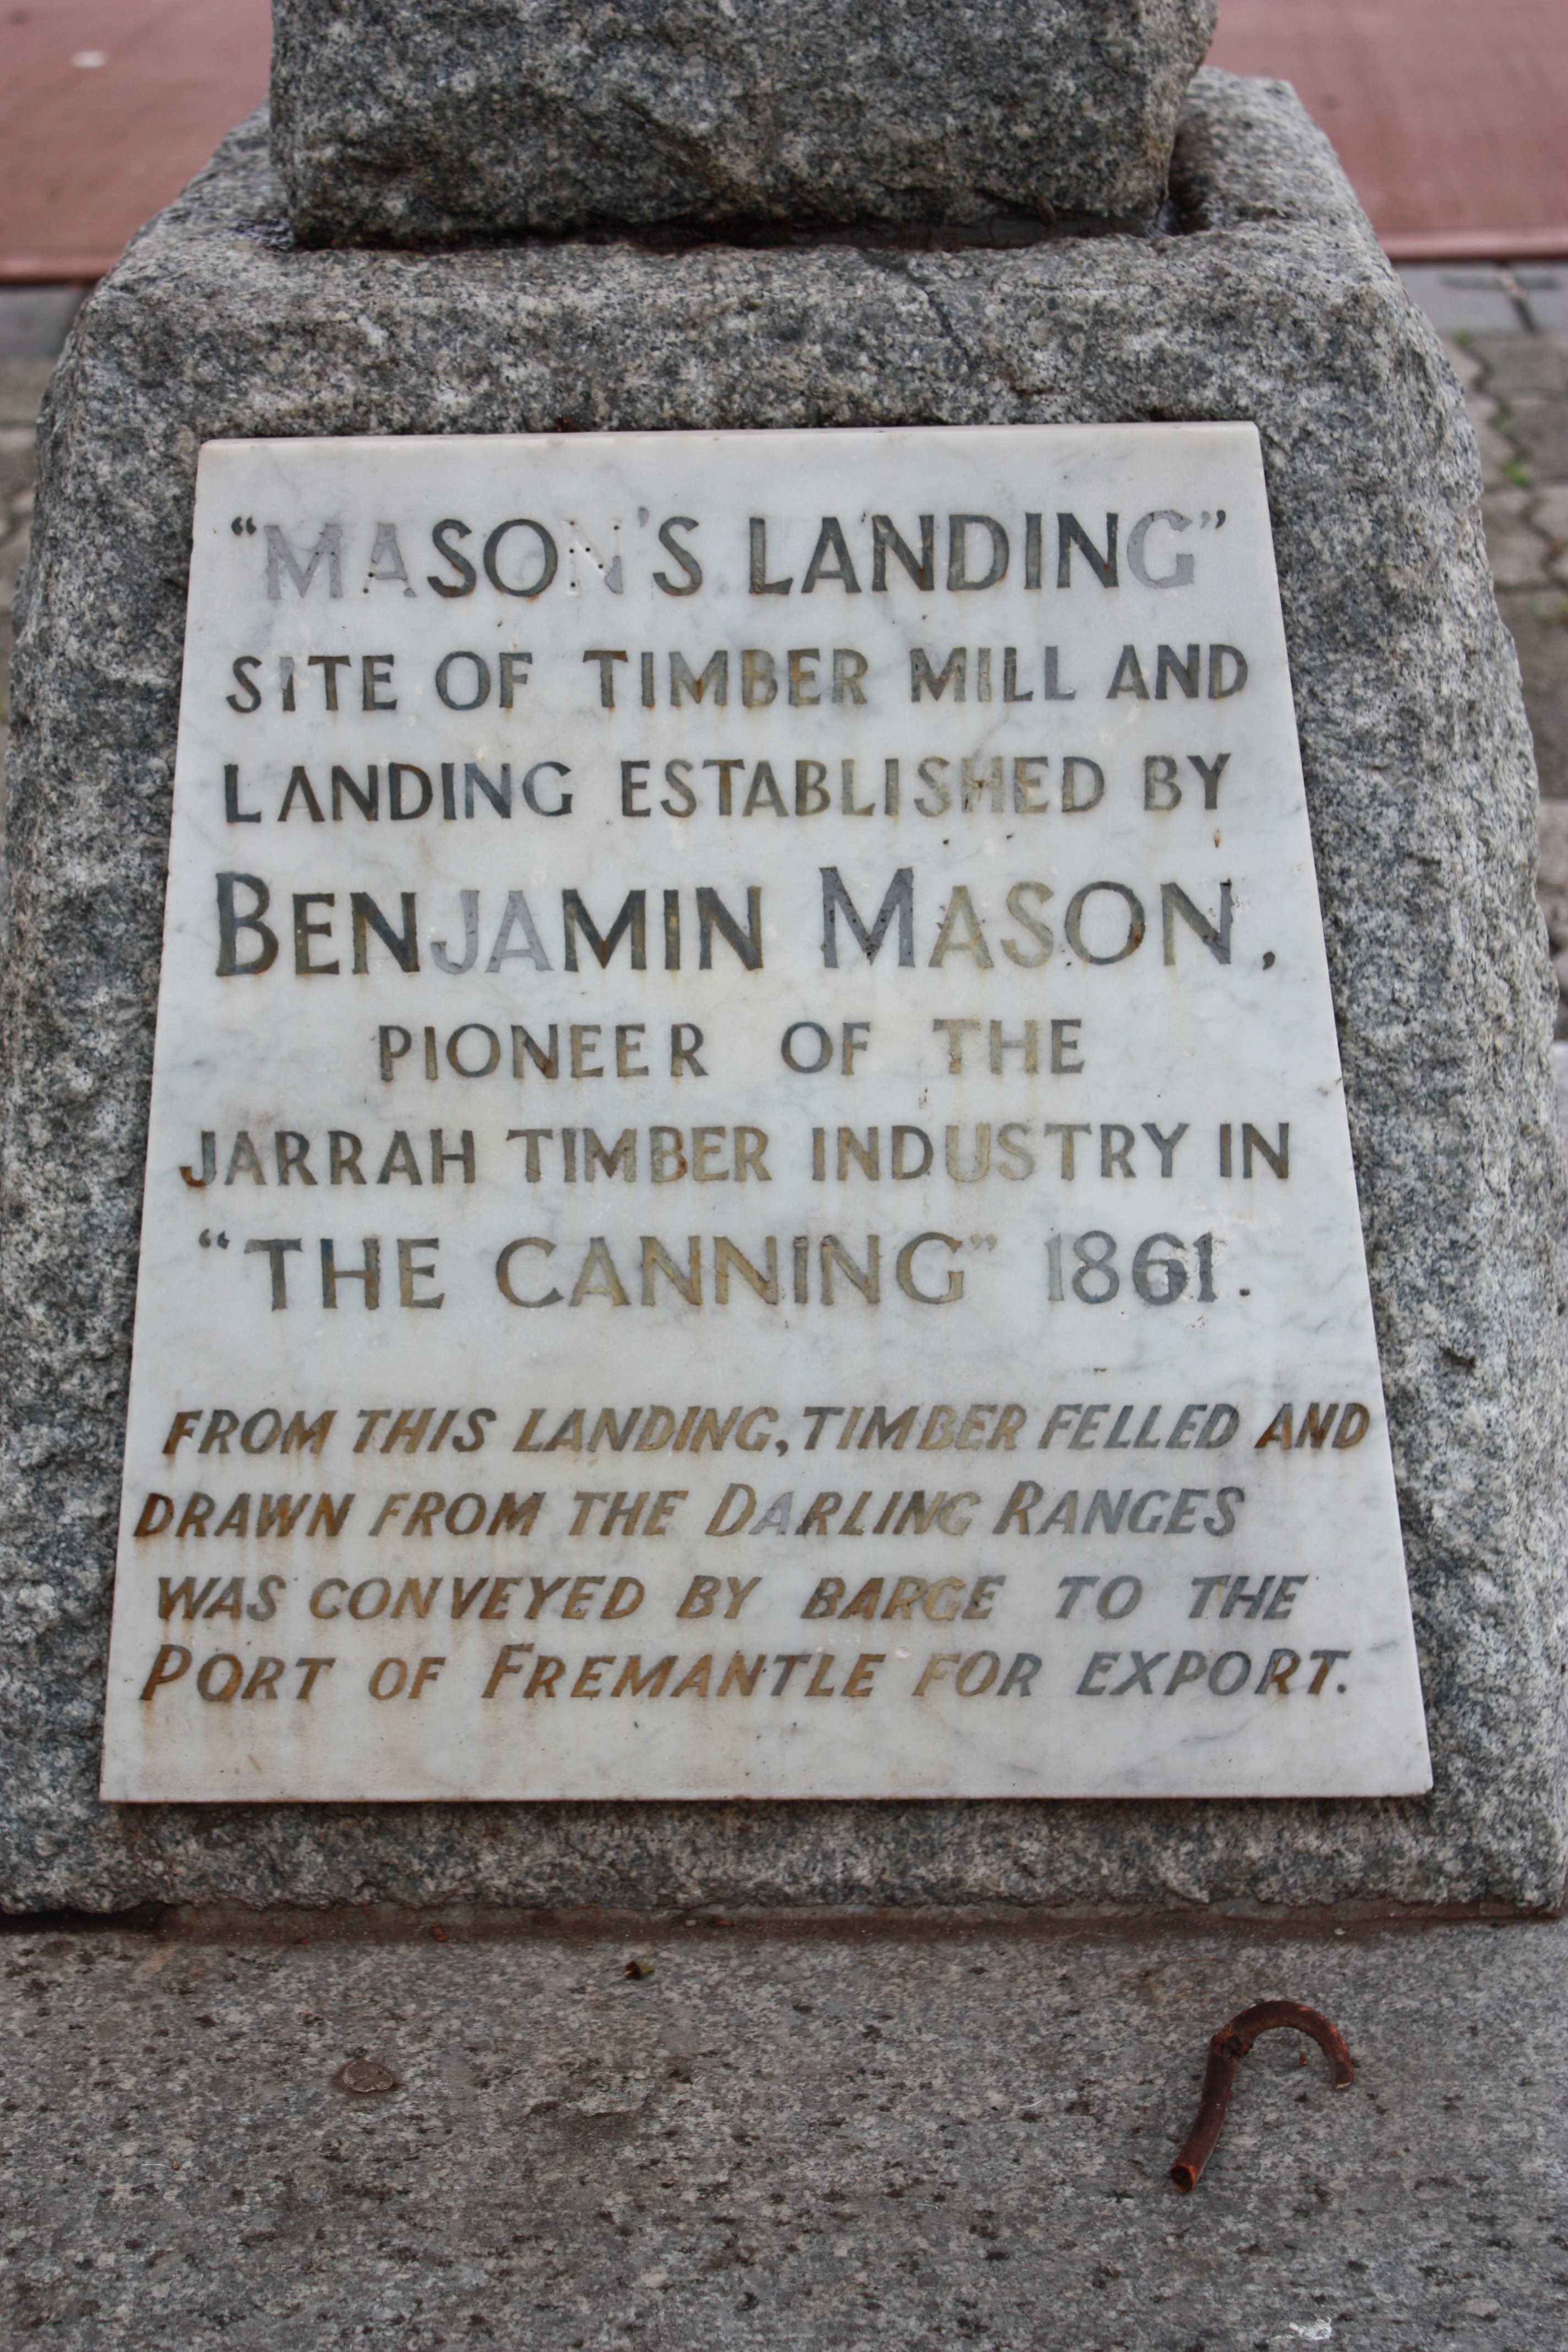 “MASON’S LANDING”
SITE OF TIMBER MILL AND
LANDING ESTABLISHED BY
BENJAMIN MASON,
PIONEER OF THE
JARRAH TIMBER INDUSTRY IN
“THE CANNING” 1861.
FROM THIS LANDING, TIMBER FELLED AND
DRAWN FROM THE DARLING RANGES
WAS CONVEYED BY BARGE TO THE
PORT OF FREMANTLE FOR EXPORT.